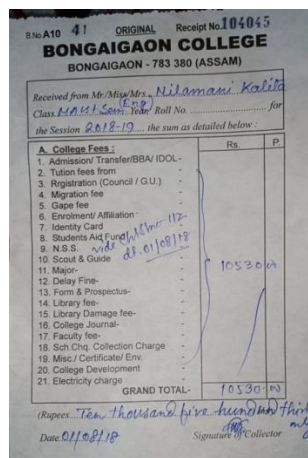 B.No.A10 41 ORIGINAL Receipt No.104045
BONGAIGAON COLLEGE
BONGAIGAON - 783 380 (ASSAM)
Received from Mr/Miss/Mrs. Nilamani Kalita
Class. MA 1st Sem (Eng) Year/ Roll No. for
the Session 2018-19 the sum as detailed below :
A. College Fees : Rs. P
1. Admission/ Transfer/BBA/ IDOL-
2. Tution fees from -
3. Rrgistration (Council / G.U.) -
4. Migration fee -
5. Gape fee -
6. Enrolment/ Affiliation -
7. Identity Card -
8. Students Aid Fund
9. N.S.S. vide
10. Scout & Guide dt. 01/08/18
11. Major- 10530
12. Delay Fine-
13. Form & Prospectus-
14. Library fee-
15. Library Damage fee-
16. College Journal-
17. Faculty fee-
18. Sch Chq. Collection Charge
19. Misc./ Certificate/ Env.
20. College Development
21. Electricity charge
GRAND TOTAL- 10530
(Rupees Ten thousand five hundred thirty only
Date 01/08/18 Signature of Collector